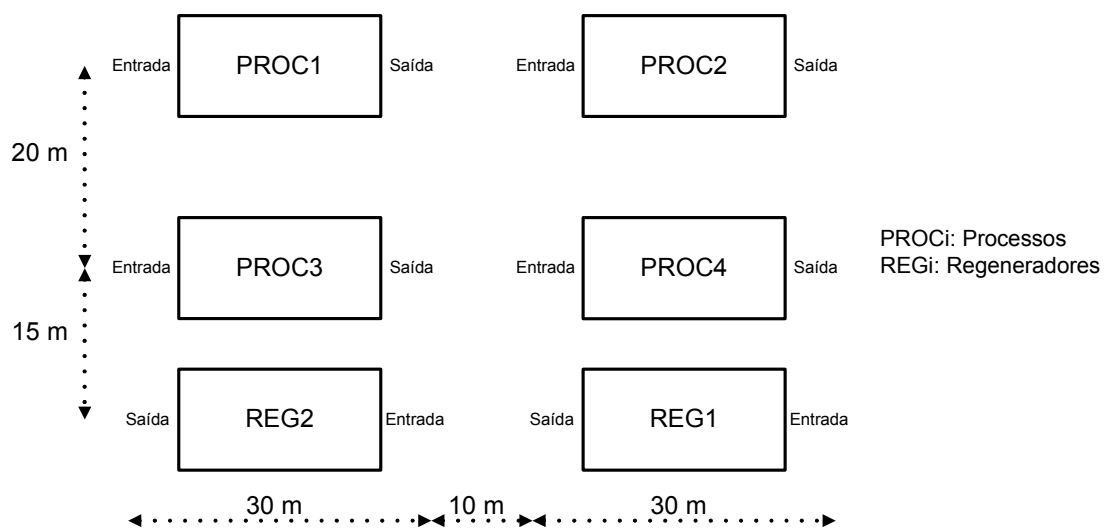 Entrada PROC1 Saída Entrada PROC2 Saída
20 m
Entrada PROC3 Saída Entrada PROC4 Saída
PROCi: Processos
REGi: Regeneradores
15 m
Saída REG2 Entrada Saída REG1 Entrada
30 m 10 m 30 m